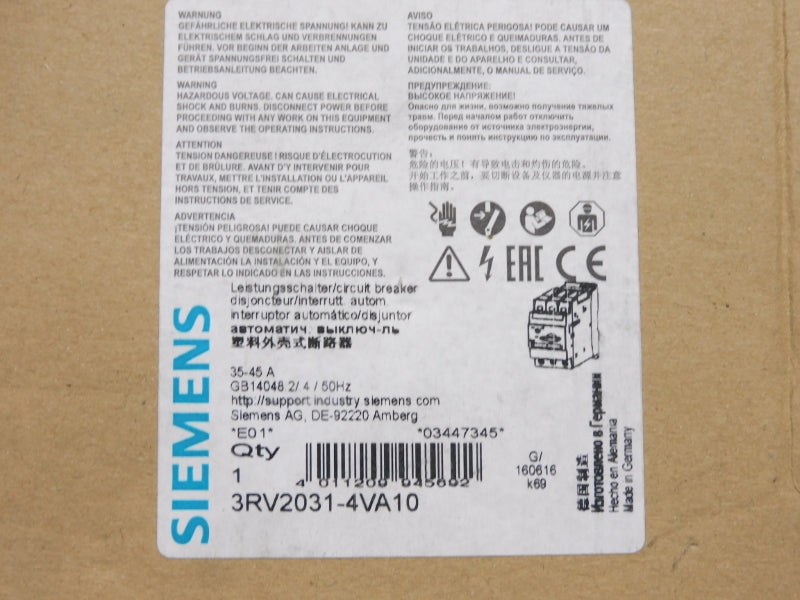 WARNUNG
GEFÄHRLICHE ELEKTRISCHE SPANNUNG! KANN ZU
ELEKTRISCHEM SCHLAG UND VERBRENNUNGEN
FÜHREN. VOR BEGINN DER ARBEITEN ANLAGE UND
GERÄT SPANNUNGSFREI SCHALTEN UND
BETRIEBSANLEITUNG BEACHTEN.
WARNING
HAZARDOUS VOLTAGE. CAN CAUSE ELECTRICAL
SHOCK AND BURNS. DISCONNECT POWER BEFORE
PROCEEDING WITH ANY WORK ON THIS EQUIPMENT
AND OBSERVE THE OPERATING INSTRUCTIONS.
ATTENTION
TENSION DANGEREUSE ! RISQUE D'ÉLECTROCUTION
ET DE BRÛLURE. AVANT D'Y INTERVENIR POUR
TRAVAUX, METTRE L'INSTALLATION OU L'APPAREIL
HORS TENSION, ET TENIR COMPTE DES
INSTRUCTIONS DE SERVICE.
ADVERTENCIA
¡TENSIÓN PELIGROSA! PUEDE CAUSAR CHOQUE
ELÉCTRICO Y QUEMADURAS. ANTES DE COMENZAR
LOS TRABAJOS DESCONECTAR Y AISLAR DE
ALIMENTACIÓN LA INSTALACIÓN Y EL EQUIPO, Y
RESPETAR LO INDICADO EN LAS INSTRUCCIONES.
AVISO
TENSÃO ELÉTRICA PERIGOSA! PODE CAUSAR UM
CHOQUE ELÉTRICO E QUEIMADURAS. ANTES DE
INICIAR OS TRABALHOS, DESLIGUE A TENSÃO DA
UNIDADE E DO APARELHO E CONSULTAR,
ADICIONALMENTE, O MANUAL DE SERVIÇO.
ПРЕДУПРЕЖДЕНИЕ:
ВЫСОКОЕ НАПРЯЖЕНИЕ!
Опасно для жизни, возможно получение тяжелых
травм. Перед началом работ отключить
оборудование от источника электроэнергии,
прочесть и понять инструкцию по эксплуатации.
警告:
危险的电压! 有导致电击和灼伤的危险。
开始工作之前, 要切断设备及仪器的电源并注意
操作指南。
EAC CE
SIEMENS
Leistungsschalter/circuit breaker
disjoncteur/interrutt. autom.
interruptor automático/disjuntor
автоматич. выключ-ль
塑料外壳式断路器
35-45 A
GB14048.2/.4 / 50Hz
http://support.industry.siemens.com
Siemens AG, DE-92220 Amberg
*E01* *03447345*
Qty
1
4 011209 945692
G/
160616
k69
3RV2031-4VA10
德国制造
Изготовлено в Германии
Hecho en Alemania
Made in Germany